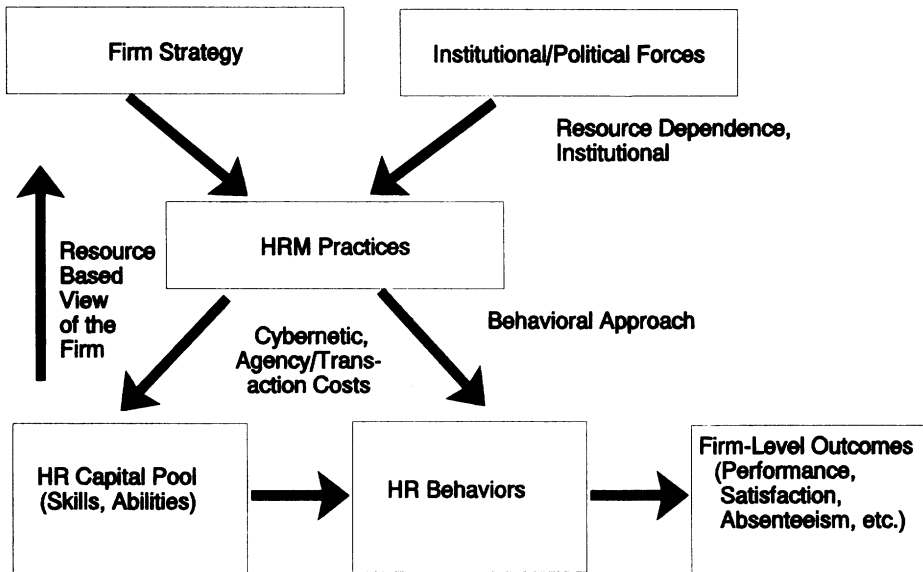 Firm Strategy
Institutional/Political Forces
Resource Dependence,
Institutional
HRM Practices
Resource
Based
View
of the
Firm
Cybernetic,
Agency/Trans-
action Costs
Behavioral Approach
HR Capital Pool
(Skills, Abilities)
HR Behaviors
Firm-Level Outcomes
(Performance,
Satisfaction,
Absenteeism, etc.)